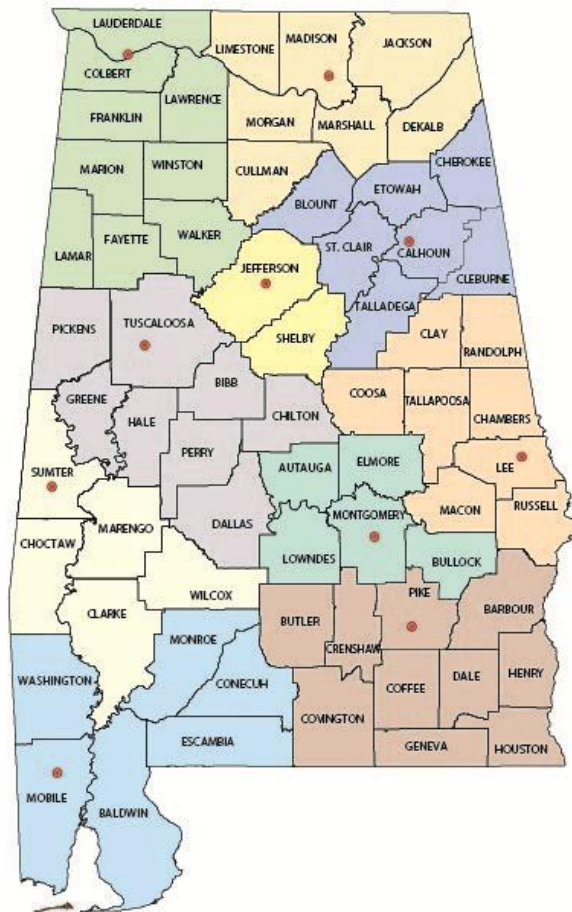 LAUDERDALE
LIMESTONE
MADISON
JACKSON
COLBERT
LAWRENCE
FRANKLIN
MORGAN
MARSHALL
DEKALB
CHEROKEE
MARION
WINSTON
CULLMAN
BLOUNT
ETOWAH
LAMAR
FAYETTE
WALKER
JEFFERSON
ST. CLAIR
CALHOUN
CLEBURNE
PICKENS
TUSCALOOSA
SHELBY
TALLADEGA
CLAY
RANDOLPH
GREENE
HALE
BIBB
CHILTON
COOSA
TALLAPOOSA
CHAMBERS
SUMTER
PERRY
AUTAUGA
ELMORE
LEE
CHOCTAW
MARENGO
DALLAS
LOWNDES
MONTGOMERY
MACON
RUSSELL
BULLOCK
CLARKE
WILCOX
BUTLER
CRENSHAW
PIKE
BARBOUR
WASHINGTON
MONROE
CONECUH
COVINGTON
COFFEE
DALE
HENRY
ESCAMBIA
GENEVA
HOUSTON
MOBILE
BALDWIN